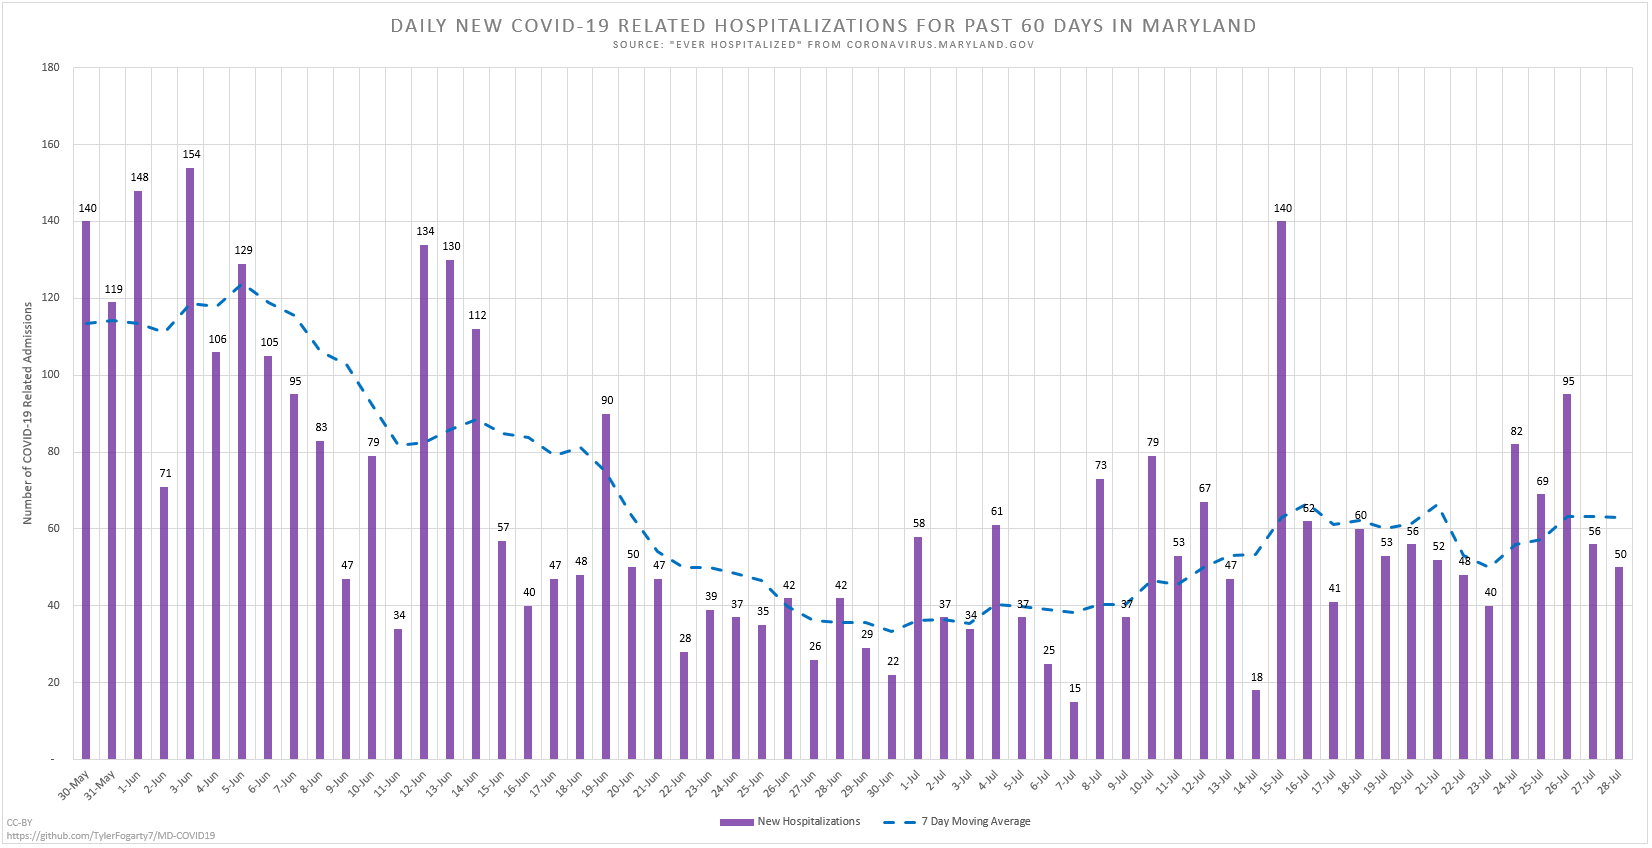 DAILY NEW COVID-19 RELATED HOSPITALIZATIONS FOR PAST 60 DAYS IN MARYLAND
SOURCE: "EVER HOSPITALIZED" FROM CORONAVIRUS.MARYLAND.GOV
Number of COVID-19 Related Admissions
180
160
140
120
100
80
60
40
20
-
140 119 148 71 154 106 129 105 95 83 47 79 34 134 130 112 57 40 47 48 90 50 47 28 39 37 35 42 26 42 29 22 58 37 34 61 37 25 15 73 37 79 53 67 47 18 140 62 41 60 53 56 52 48 40 82 69 95 56 50
30-May 31-May 1-Jun 2-Jun 3-Jun 4-Jun 5-Jun 6-Jun 7-Jun 8-Jun 9-Jun 10-Jun 11-Jun 12-Jun 13-Jun 14-Jun 15-Jun 16-Jun 17-Jun 18-Jun 19-Jun 20-Jun 21-Jun 22-Jun 23-Jun 24-Jun 25-Jun 26-Jun 27-Jun 28-Jun 29-Jun 30-Jun 1-Jul 2-Jul 3-Jul 4-Jul 5-Jul 6-Jul 7-Jul 8-Jul 9-Jul 10-Jul 11-Jul 12-Jul 13-Jul 14-Jul 15-Jul 16-Jul 17-Jul 18-Jul 19-Jul 20-Jul 21-Jul 22-Jul 23-Jul 24-Jul 25-Jul 26-Jul 27-Jul 28-Jul
New Hospitalizations 7 Day Moving Average
CC-BY
https://github.com/TylerFogarty7/MD-COVID19